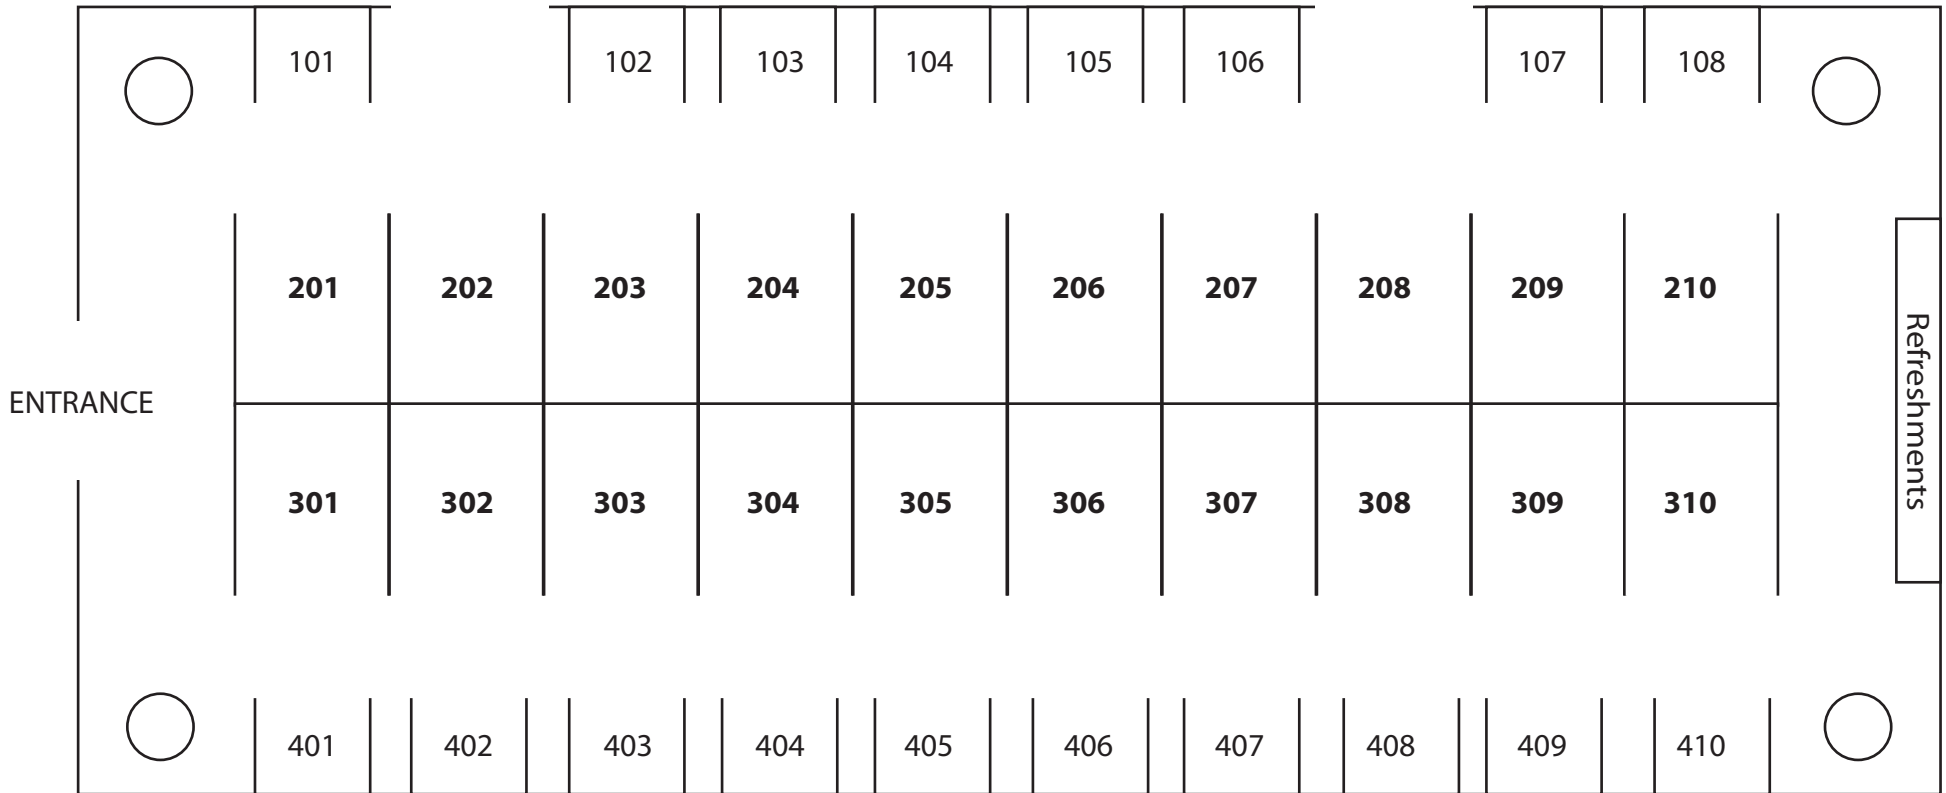 101 102 103 104 105 106 107 108
201 202 203 204 205 206 207 208 209 210
ENTRANCE
Refreshments
301 302 303 304 305 306 307 308 309 310
401 402 403 404 405 406 407 408 409 410